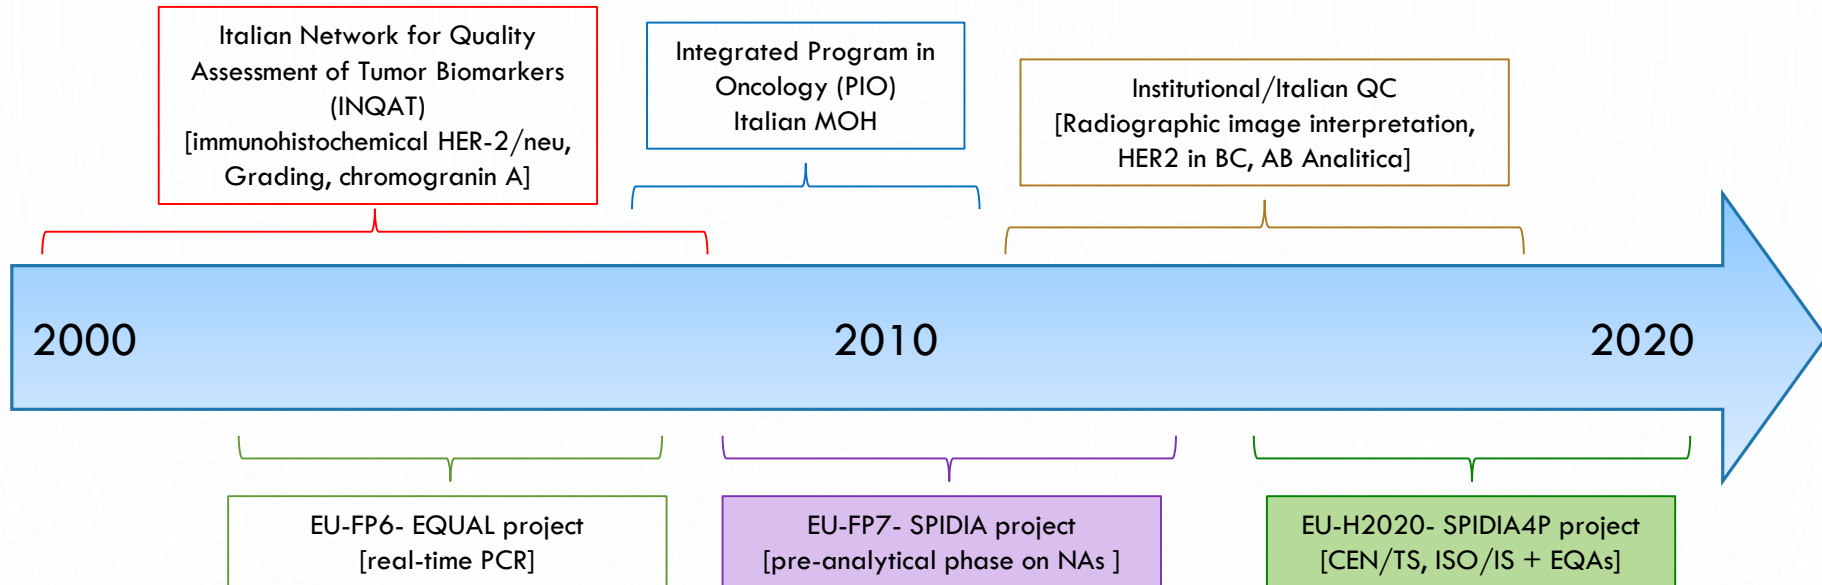 Italian Network for Quality
Assessment of Tumor Biomarkers
(INQAT)
[immunohistochemical HER-2/neu,
Grading, chromogranin A]
Integrated Program in
Oncology (PIO)
Italian MOH
Institutional/Italian QC
[Radiographic image interpretation,
HER2 in BC, AB Analitica]
2000
2010
2020
EU-FP6- EQUAL project
[real-time PCR]
EU-FP7- SPIDIA project
[pre-analytical phase on NAs ]
EU-H2020- SPIDIA4P project
[CEN/TS, ISO/IS + EQAs]